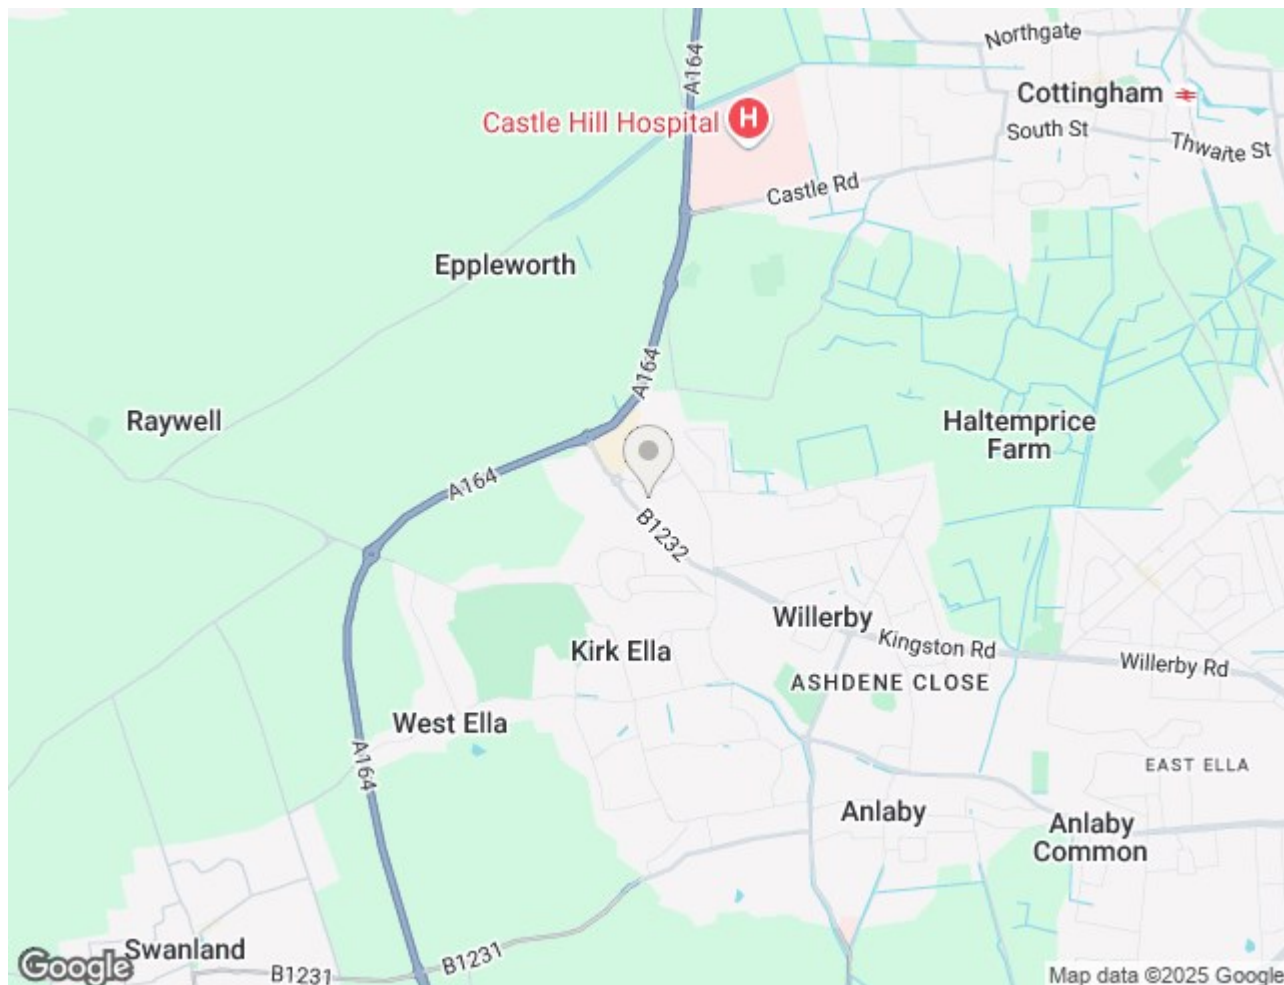 Northgate
A164
Cottingham
Castle Hill Hospital
H
South St
Thwaite St
Castle Rd
Eppleworth
A164
Raywell
Haltemprice
Farm
A164
B1232
Willerby
Kingston Rd
Kirk Ella
Willerby Rd
ASHDENE CLOSE
West Ella
A164
EAST ELLA
Anlaby
Anlaby
Common
Swanland
B1231
B1231
Google
Map data ©2025 Google